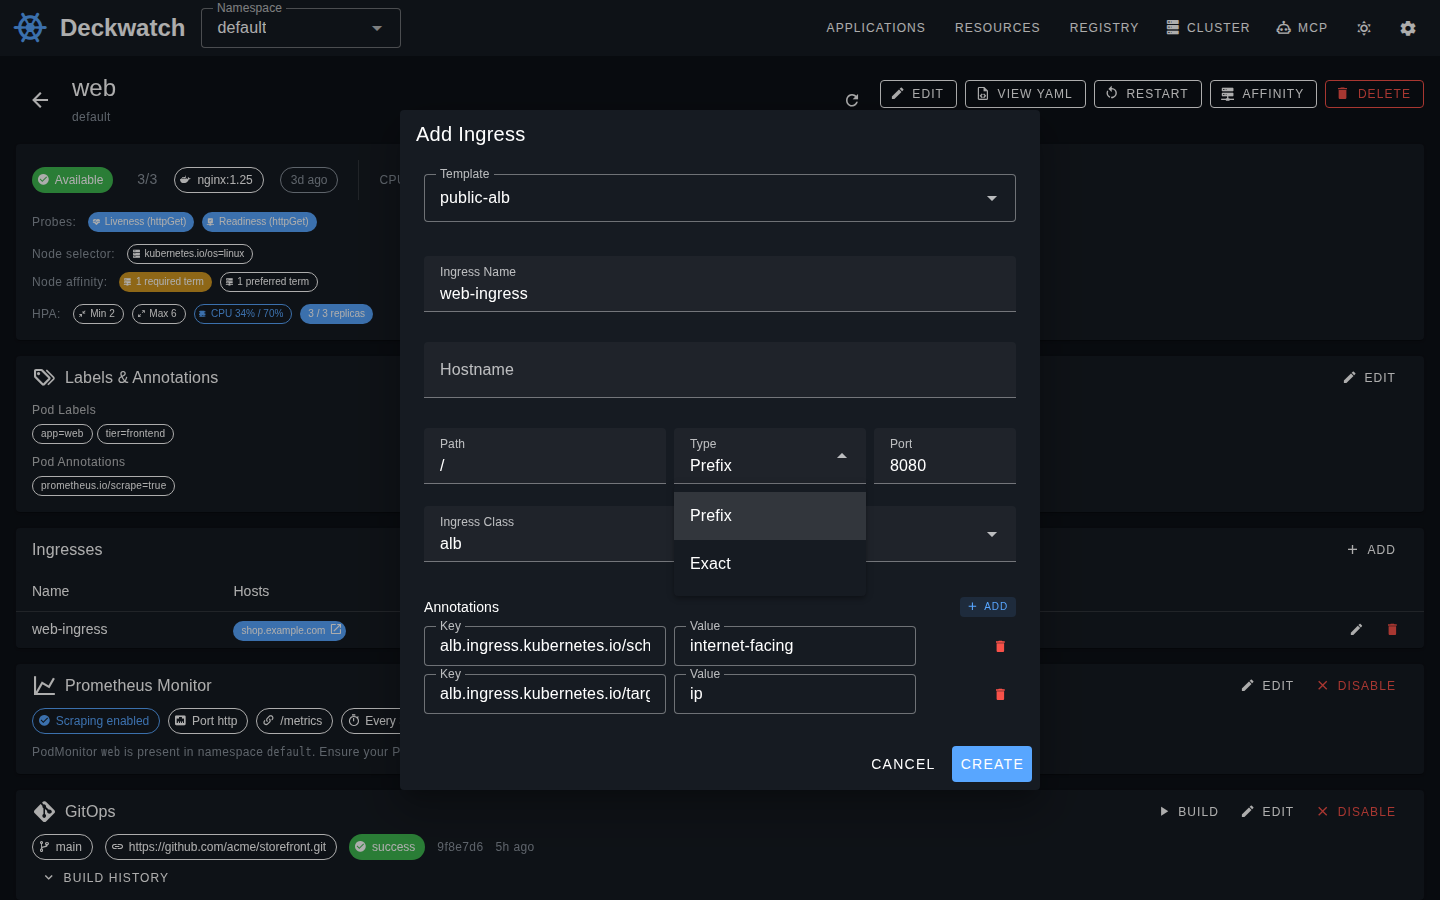 Deckwatch
Namespace
default
APPLICATIONS
RESOURCES
REGISTRY
CLUSTER
MCP
web
default
EDIT
VIEW YAML
RESTART
AFFINITY
DELETE
Available
3/3
nginx:1.25
3d ago
Probes:
Liveness (httpGet)
Readiness (httpGet)
Node selector:
kubernetes.io/os=linux
Node affinity:
1 required term
1 preferred term
HPA:
Min 2
Max 6
CPU 34% / 70%
3 / 3 replicas
Labels & Annotations
EDIT
Pod Labels
app=web
tier=frontend
Pod Annotations
prometheus.io/scrape=true
Ingresses
ADD
Name
Hosts
web-ingress
shop.example.com
Prometheus Monitor
EDIT
DISABLE
Scraping enabled
Port http
/metrics
Every
PodMonitor web is present in namespace default. Ensure your
GitOps
BUILD
EDIT
DISABLE
main
https://github.com/acme/storefront.git
success
9f8e7d6
5h ago
BUILD HISTORY
Add Ingress
Template
public-alb
Ingress Name
web-ingress
Hostname
Path
/
Type
Prefix
Port
8080
Prefix
Exact
Ingress Class
alb
Annotations
ADD
Key
alb.ingress.kubernetes.io/sch
Value
internet-facing
Key
alb.ingress.kubernetes.io/targ
Value
ip
CANCEL
CREATE